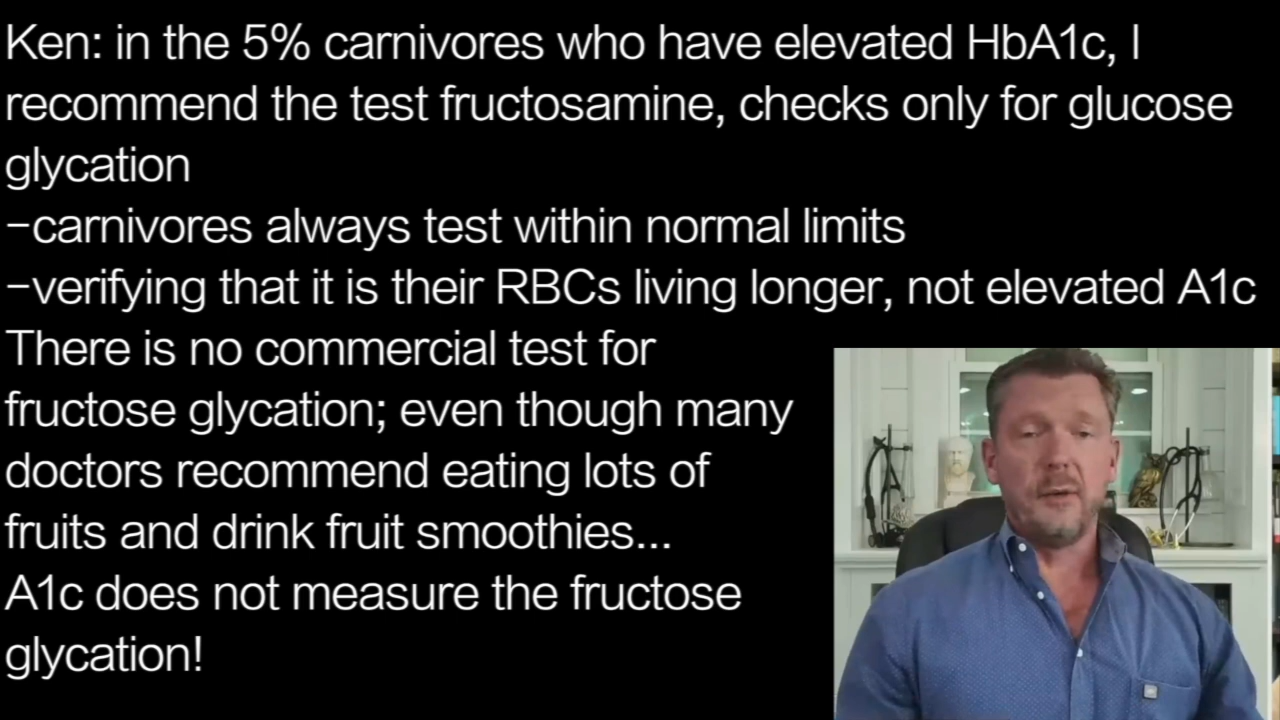 Ken: in the 5% carnivores who have elevated HbA1c, I
recommend the test fructosamine, checks only for glucose
glycation
-carnivores always test within normal limits
-verifying that it is their RBCs living longer, not elevated A1c
There is no commercial test for
fructose glycation; even though many
doctors recommend eating lots of
fruits and drink fruit smoothies...
A1c does not measure the fructose
glycation!